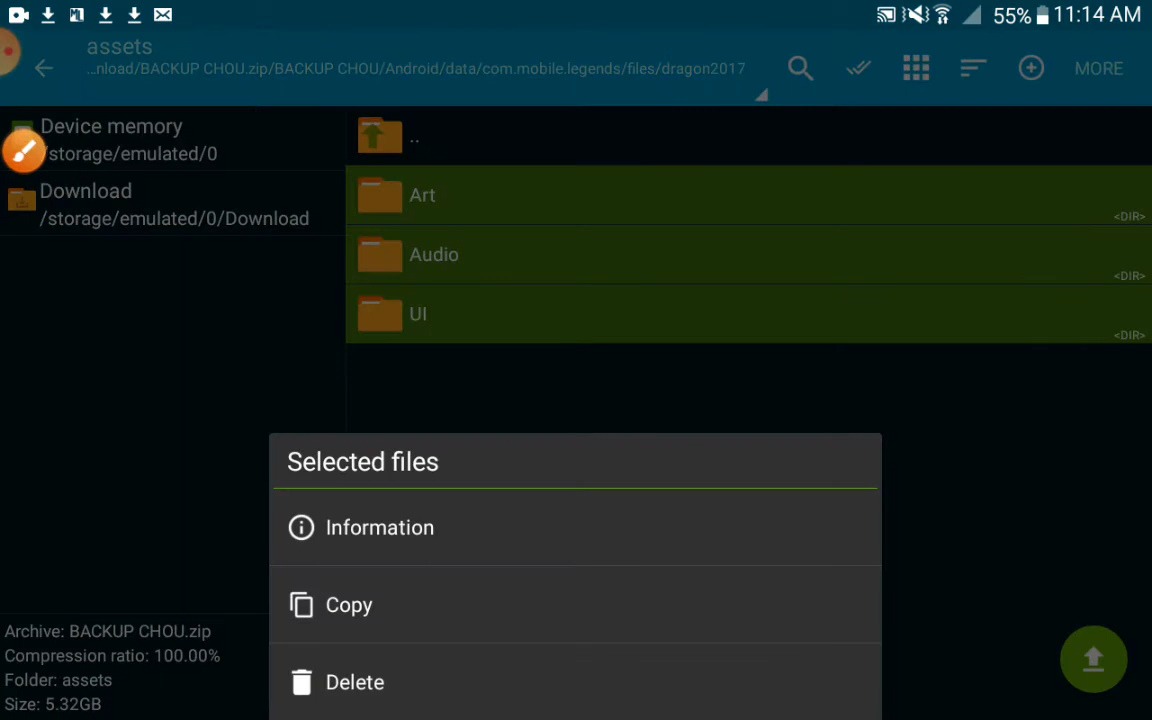 55% 11:14 AM
assets
...nload/BACKUP CHOU.zip/BACKUP CHOU/Android/data/com.mobile.legends/files/dragon2017
MORE
Device memory
/storage/emulated/0
Download
/storage/emulated/0/Download
..
Art
<DIR>
Audio
<DIR>
UI
<DIR>
Selected files
Information
Copy
Delete
Archive: BACKUP CHOU.zip
Compression ratio: 100.00%
Folder: assets
Size: 5.32GB